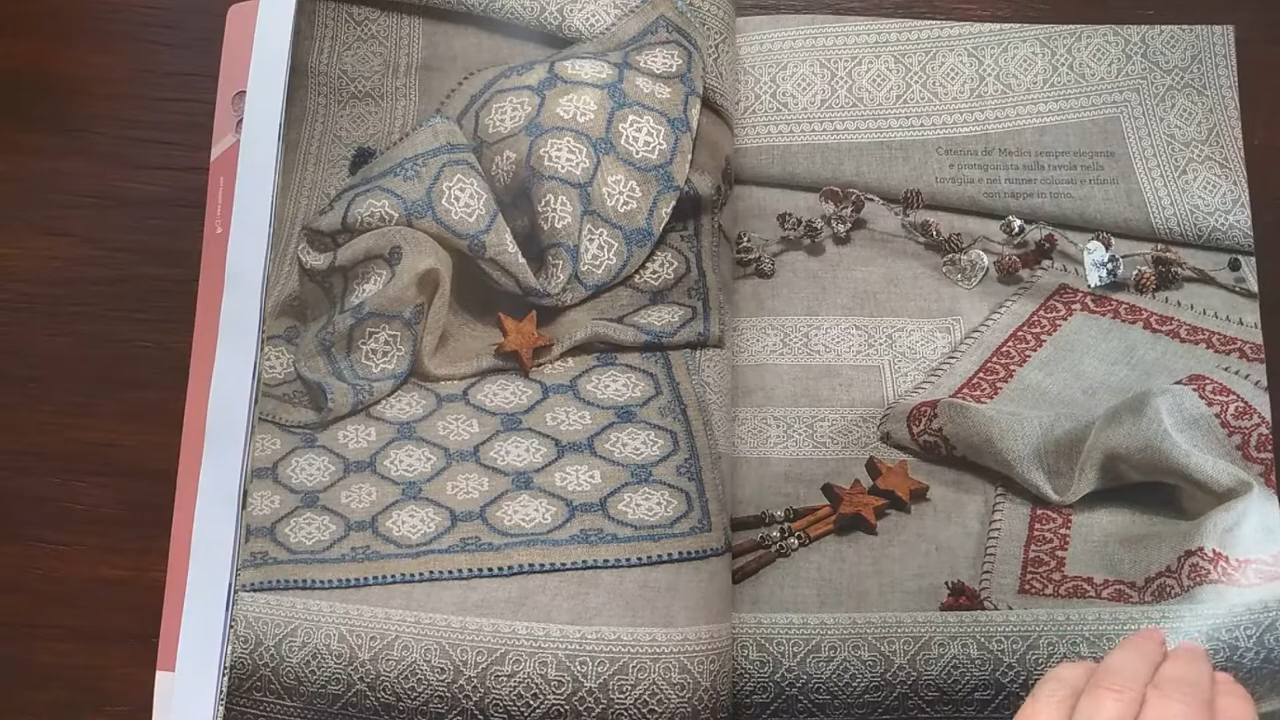 Caterina de' Medici sempre elegante
e protagonista sulla tavola nella
tovaglia e nei runner colorati e rifiniti
con nappe in tono.